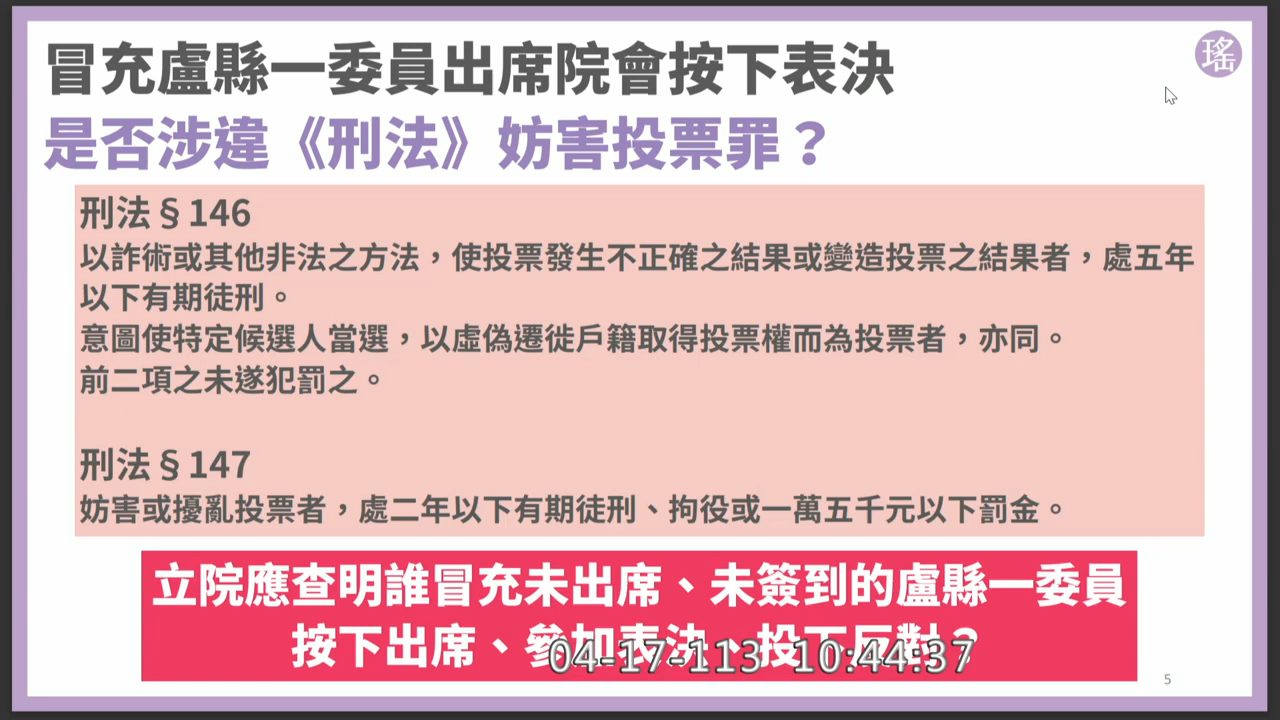 冒充盧縣一委員出席院會按下表決
瑤
是否涉違《刑法》妨害投票罪？
刑法§146
以詐術或其他非法之方法，使投票發生不正確之結果或變造投票之結果者，處五年
以下有期徒刑。
意圖使特定候選人當選，以虛偽遷徙戶籍取得投票權而為投票者，亦同。
前二項之未遂犯罰之。
刑法§147
妨害或擾亂投票者，處二年以下有期徒刑、拘役或一萬五千元以下罰金。
立院應查明誰冒充未出席、未簽到的盧縣一委員
按下出席、參加表決、投下反對？
04-17-113 10:44:37
5